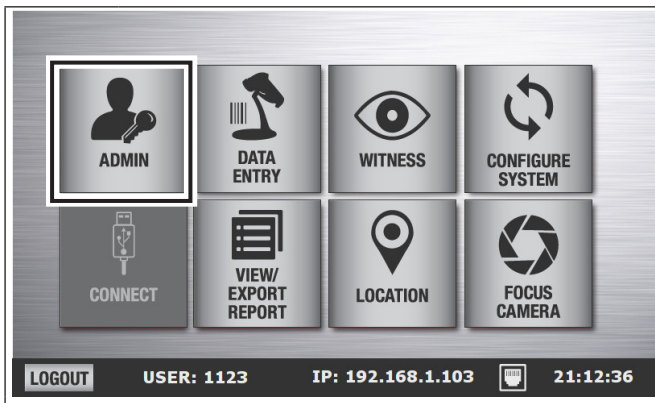 ADMIN
DATA
ENTRY
WITNESS
CONFIGURE
SYSTEM
CONNECT
VIEW/
EXPORT
REPORT
LOCATION
FOCUS
CAMERA
LOGOUT USER: 1123 IP: 192.168.1.103 21:12:36